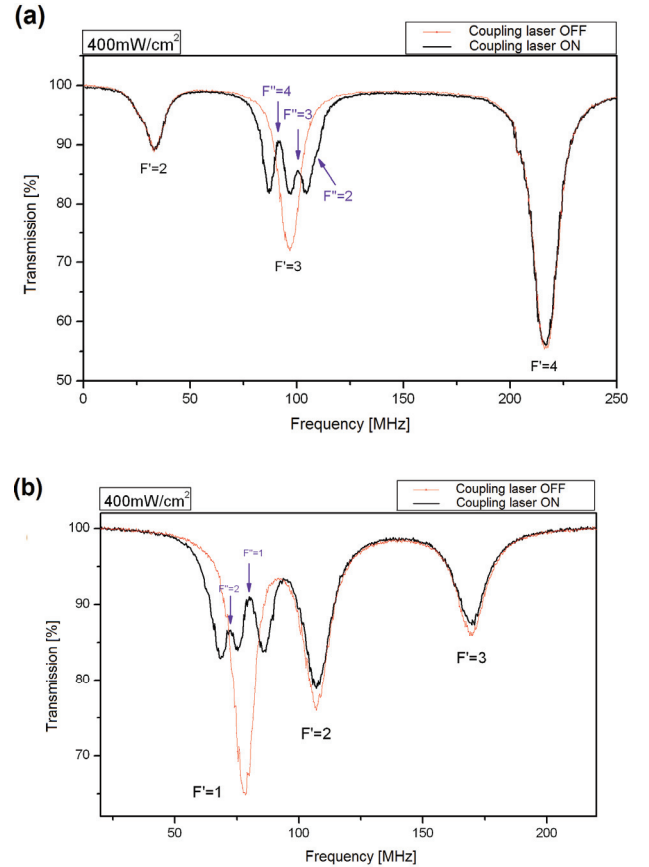 (a)
400mW/cm²
Coupling laser OFF
Coupling laser ON
100
90
80
70
60
50
Transmission [%]
F''=4
F''=3
F''=2
F'=2
F'=3
F'=4
0
50
100
150
200
250
Frequency [MHz]
(b)
400mW/cm²
Coupling laser OFF
Coupling laser ON
100
90
80
70
Transmission [%]
F''=1
F''=2
F'=1
F'=2
F'=3
50
100
150
200
Frequency [MHz]